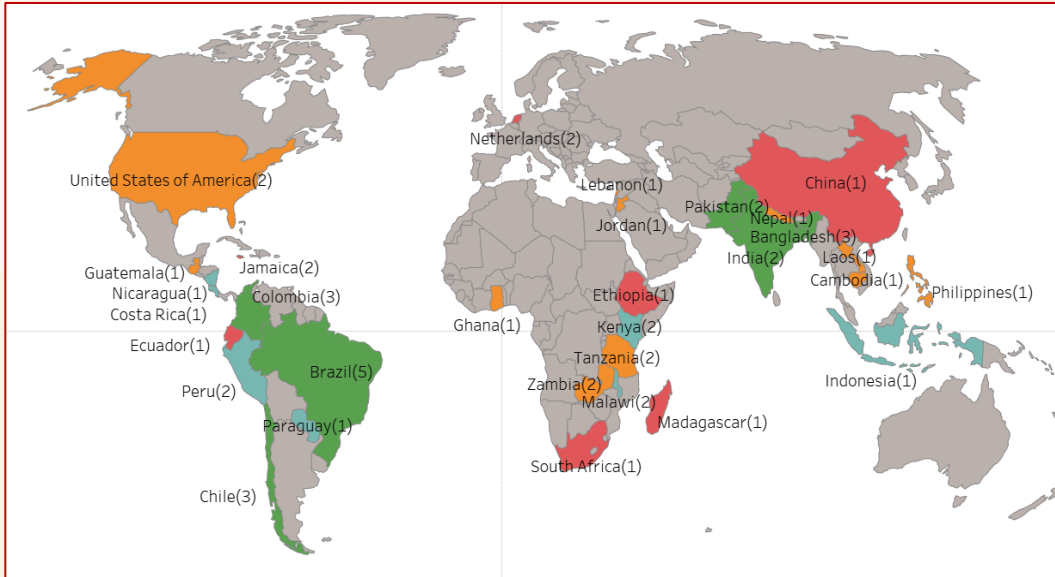 Netherlands(2)
United States of America(2)
Lebanon(1)
China(1)
Pakistan(2)
Nepal(1)
Jordan(1)
Bangladesh(3)
India(2)
Laos(1)
Guatemala(1)
Jamaica(2)
Cambodia(1)
Nicaragua(1)
Colombia(3)
Ethiopia(1)
Philippines(1)
Costa Rica(1)
Ghana(1)
Kenya(2)
Ecuador(1)
Tanzania(2)
Brazil(5)
Indonesia(1)
Peru(2)
Zambia(2)
Malawi(2)
Madagascar(1)
Paraguay(1)
South Africa(1)
Chile(3)